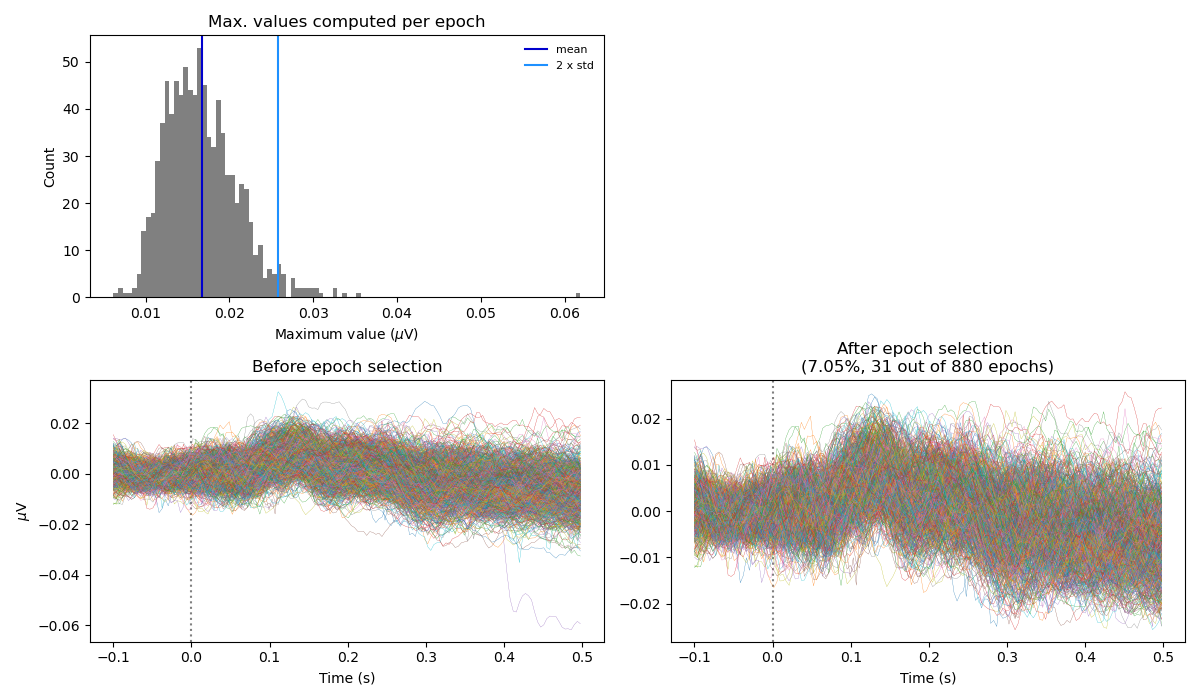 Max. values computed per epoch
mean
2 x std
Count
50
40
30
20
10
0
0.01 0.02 0.03 0.04 0.05 0.06
Maximum value (μV)
Before epoch selection
μV
0.02
0.00
−0.02
−0.04
−0.06
−0.1 0.0 0.1 0.2 0.3 0.4 0.5
Time (s)
After epoch selection
(7.05%, 31 out of 880 epochs)
0.02
0.01
0.00
−0.01
−0.02
−0.1 0.0 0.1 0.2 0.3 0.4 0.5
Time (s)